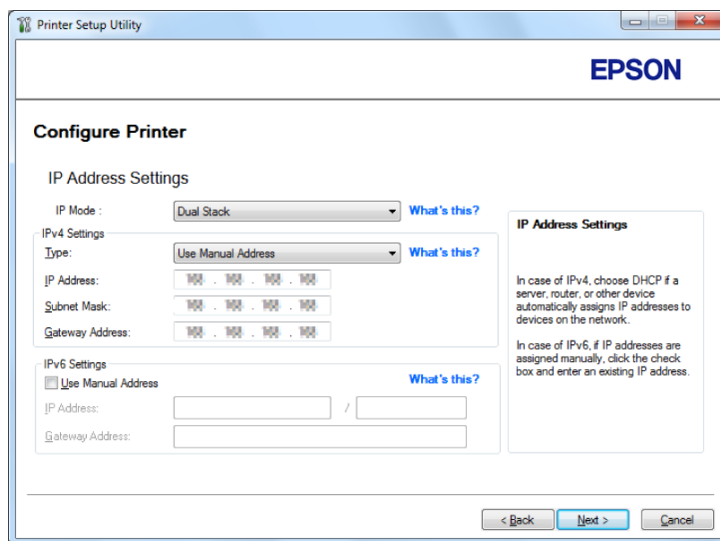 Printer Setup Utility
EPSON
Configure Printer
IP Address Settings
IP Mode :
Dual Stack
What's this?
IPv4 Settings
Type:
Use Manual Address
What's this?
IP Address:
Subnet Mask:
Gateway Address:
IPv6 Settings
Use Manual Address
What's this?
IP Address:
/
Gateway Address:
IP Address Settings
In case of IPv4, choose DHCP if a
server, router, or other device
automatically assigns IP addresses to
devices on the network.
In case of IPv6, if IP addresses are
assigned manually, click the check
box and enter an existing IP address.
< Back
Next >
Cancel